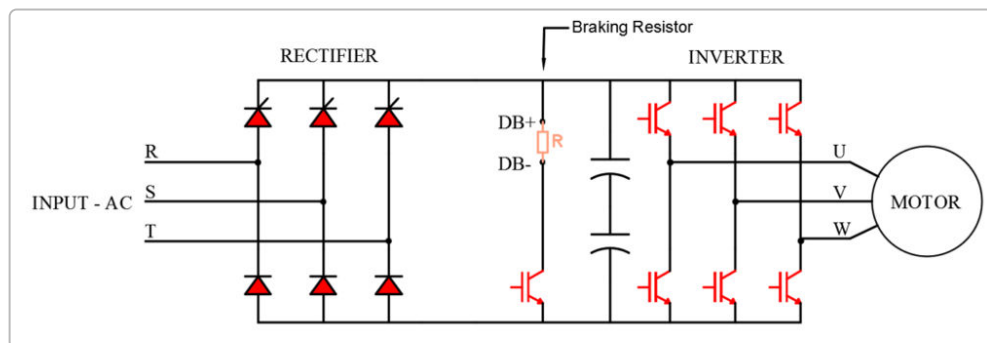 Braking Resistor
RECTIFIER
INVERTER
DB+
R
DB-
R
S
T
INPUT - AC
U
V
W
MOTOR